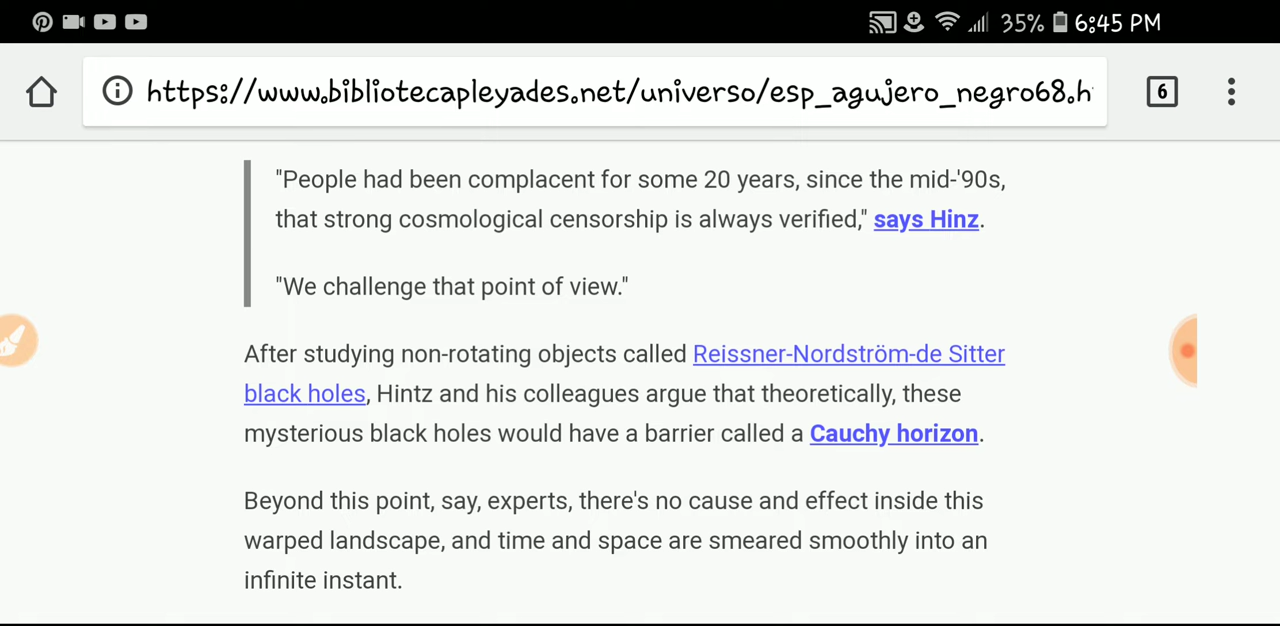 35% 6:45 PM
https://www.bibliotecapleyades.net/universo/esp_agujero_negro68.h
6
"People had been complacent for some 20 years, since the mid-'90s,
that strong cosmological censorship is always verified," says Hinz.
"We challenge that point of view."
After studying non-rotating objects called Reissner-Nordström-de Sitter
black holes, Hintz and his colleagues argue that theoretically, these
mysterious black holes would have a barrier called a Cauchy horizon.
Beyond this point, say, experts, there's no cause and effect inside this
warped landscape, and time and space are smeared smoothly into an
infinite instant.